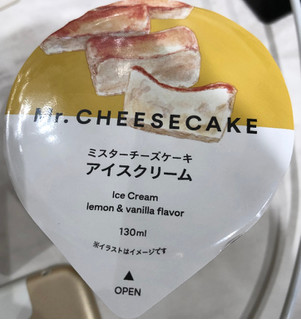 Mr. CHEESECAKE
ミスターチーズケーキ
アイスクリーム
Ice Cream
lemon & vanilla flavor
130ml
※イラストはイメージです
▲
OPEN